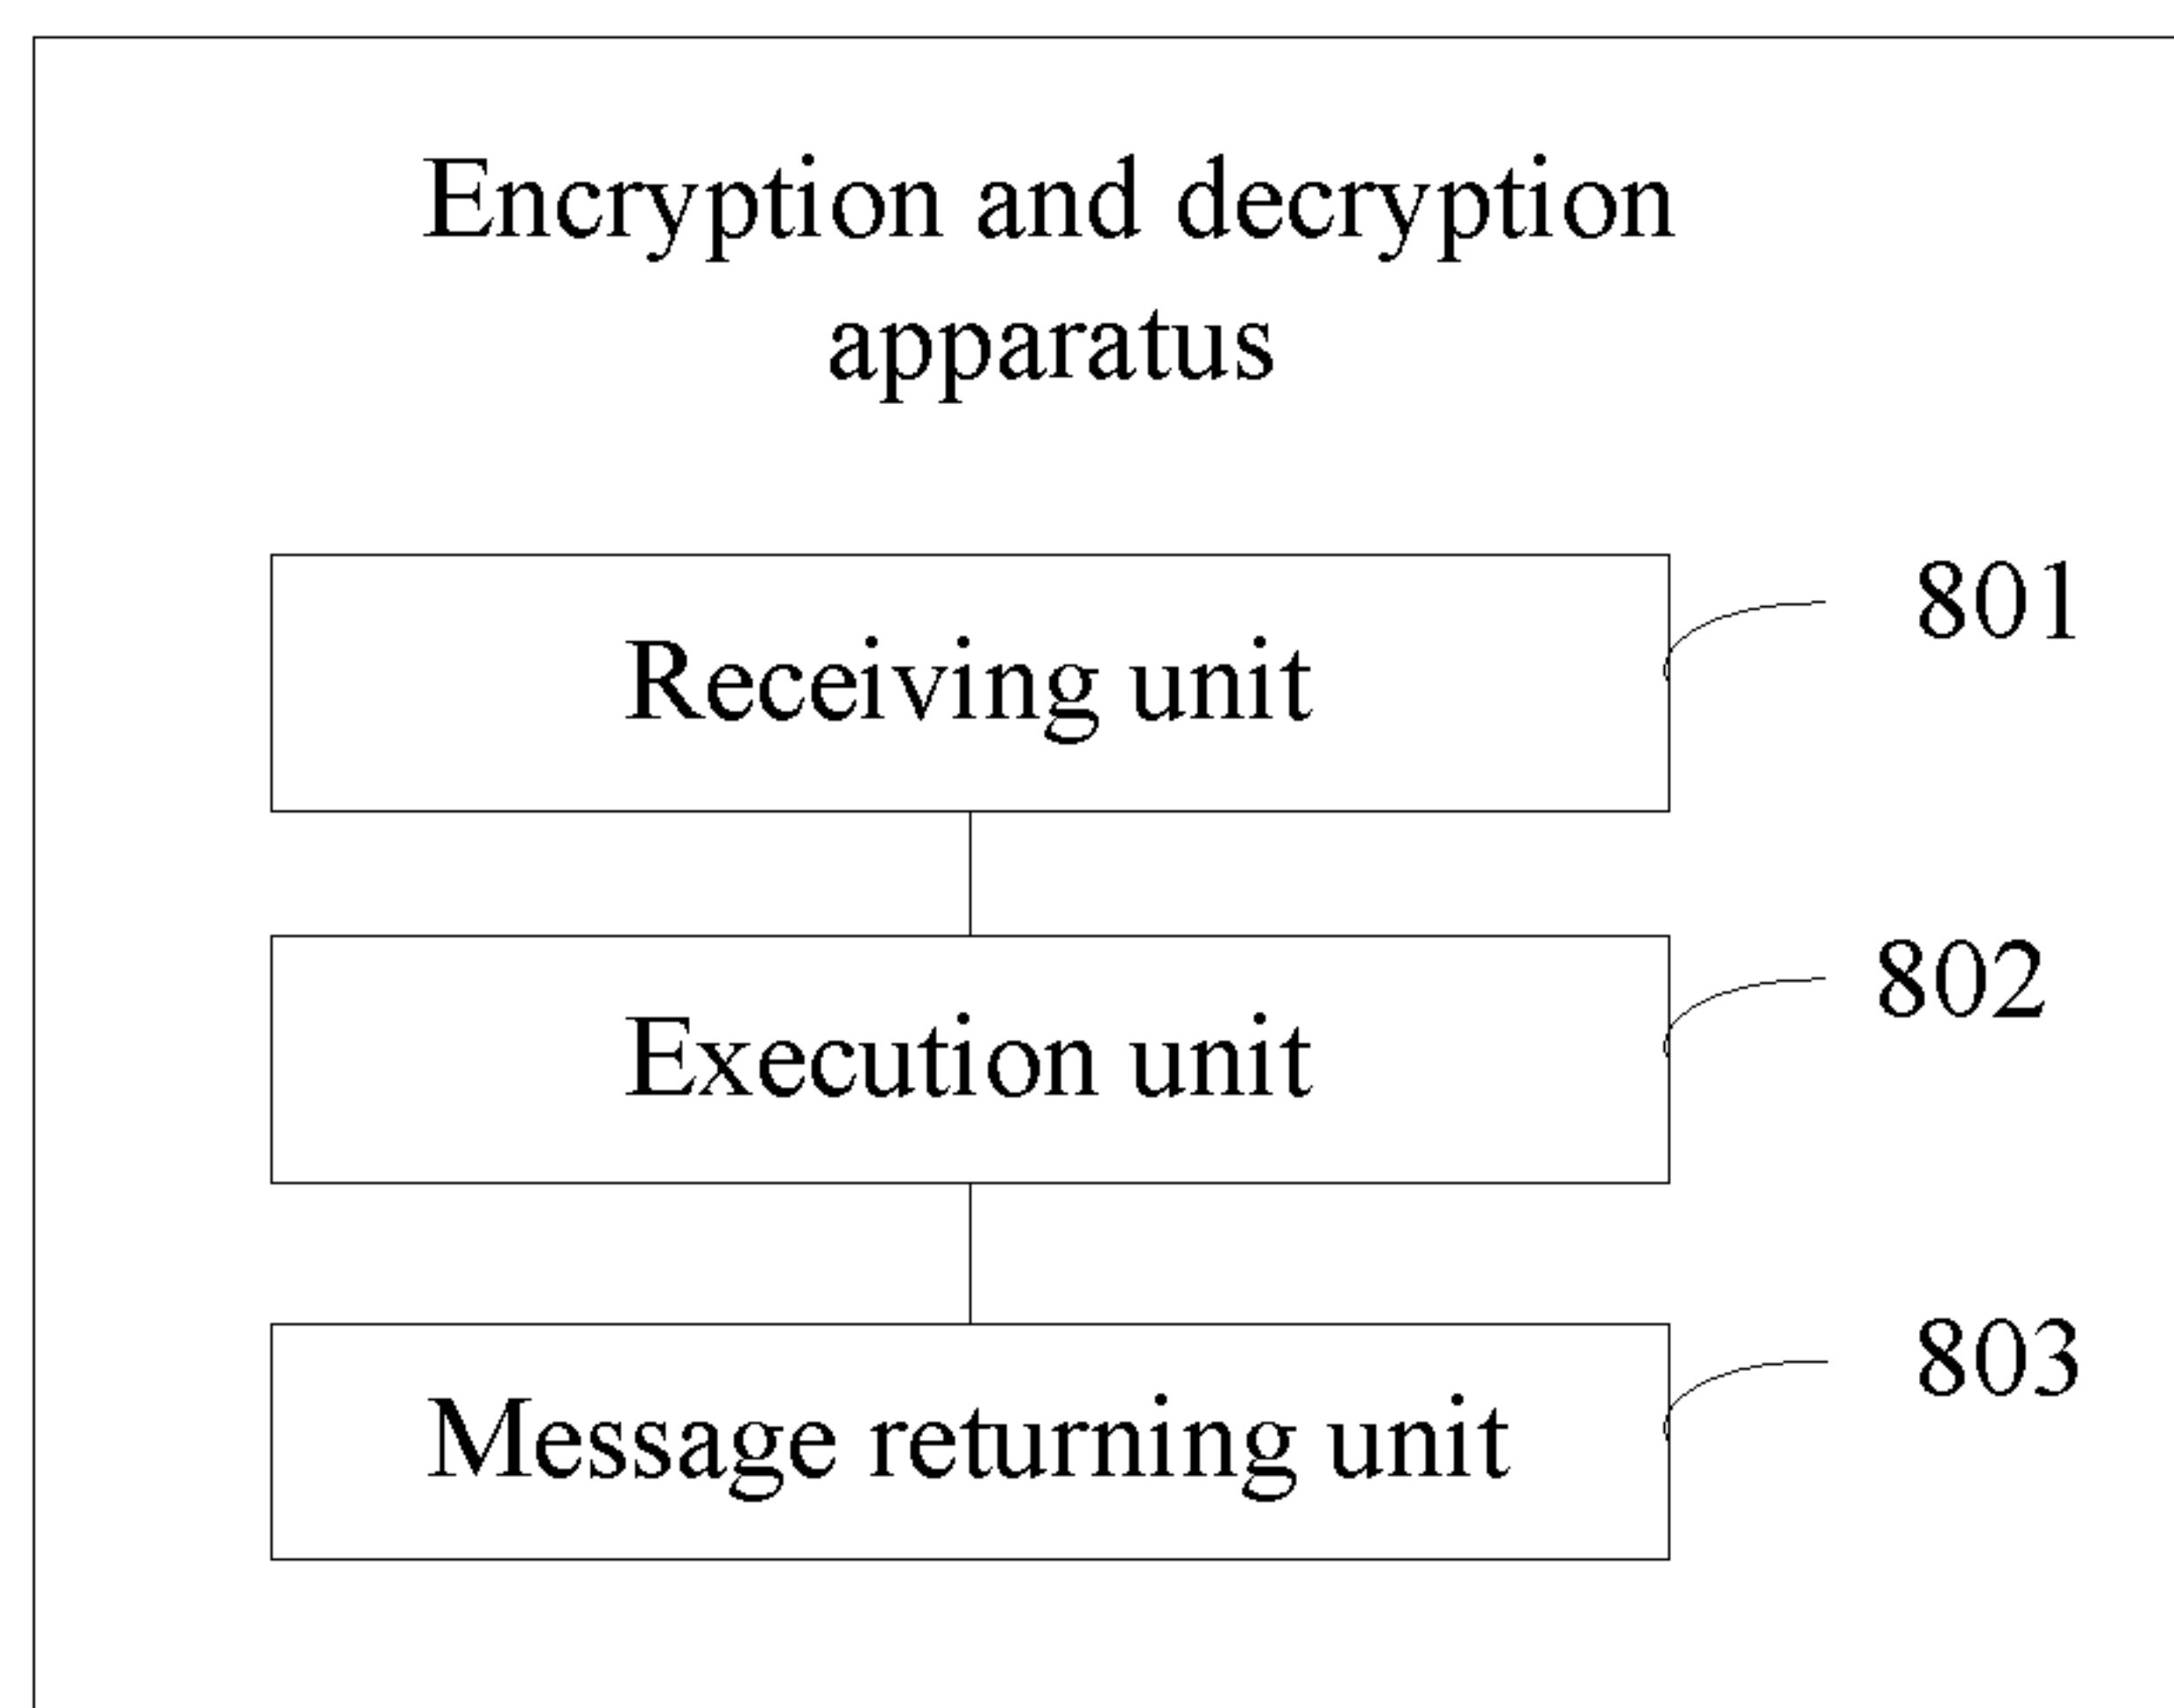 Encryption and decryption
apparatus
Receiving unit
801
Execution unit
802
Message returning unit
803